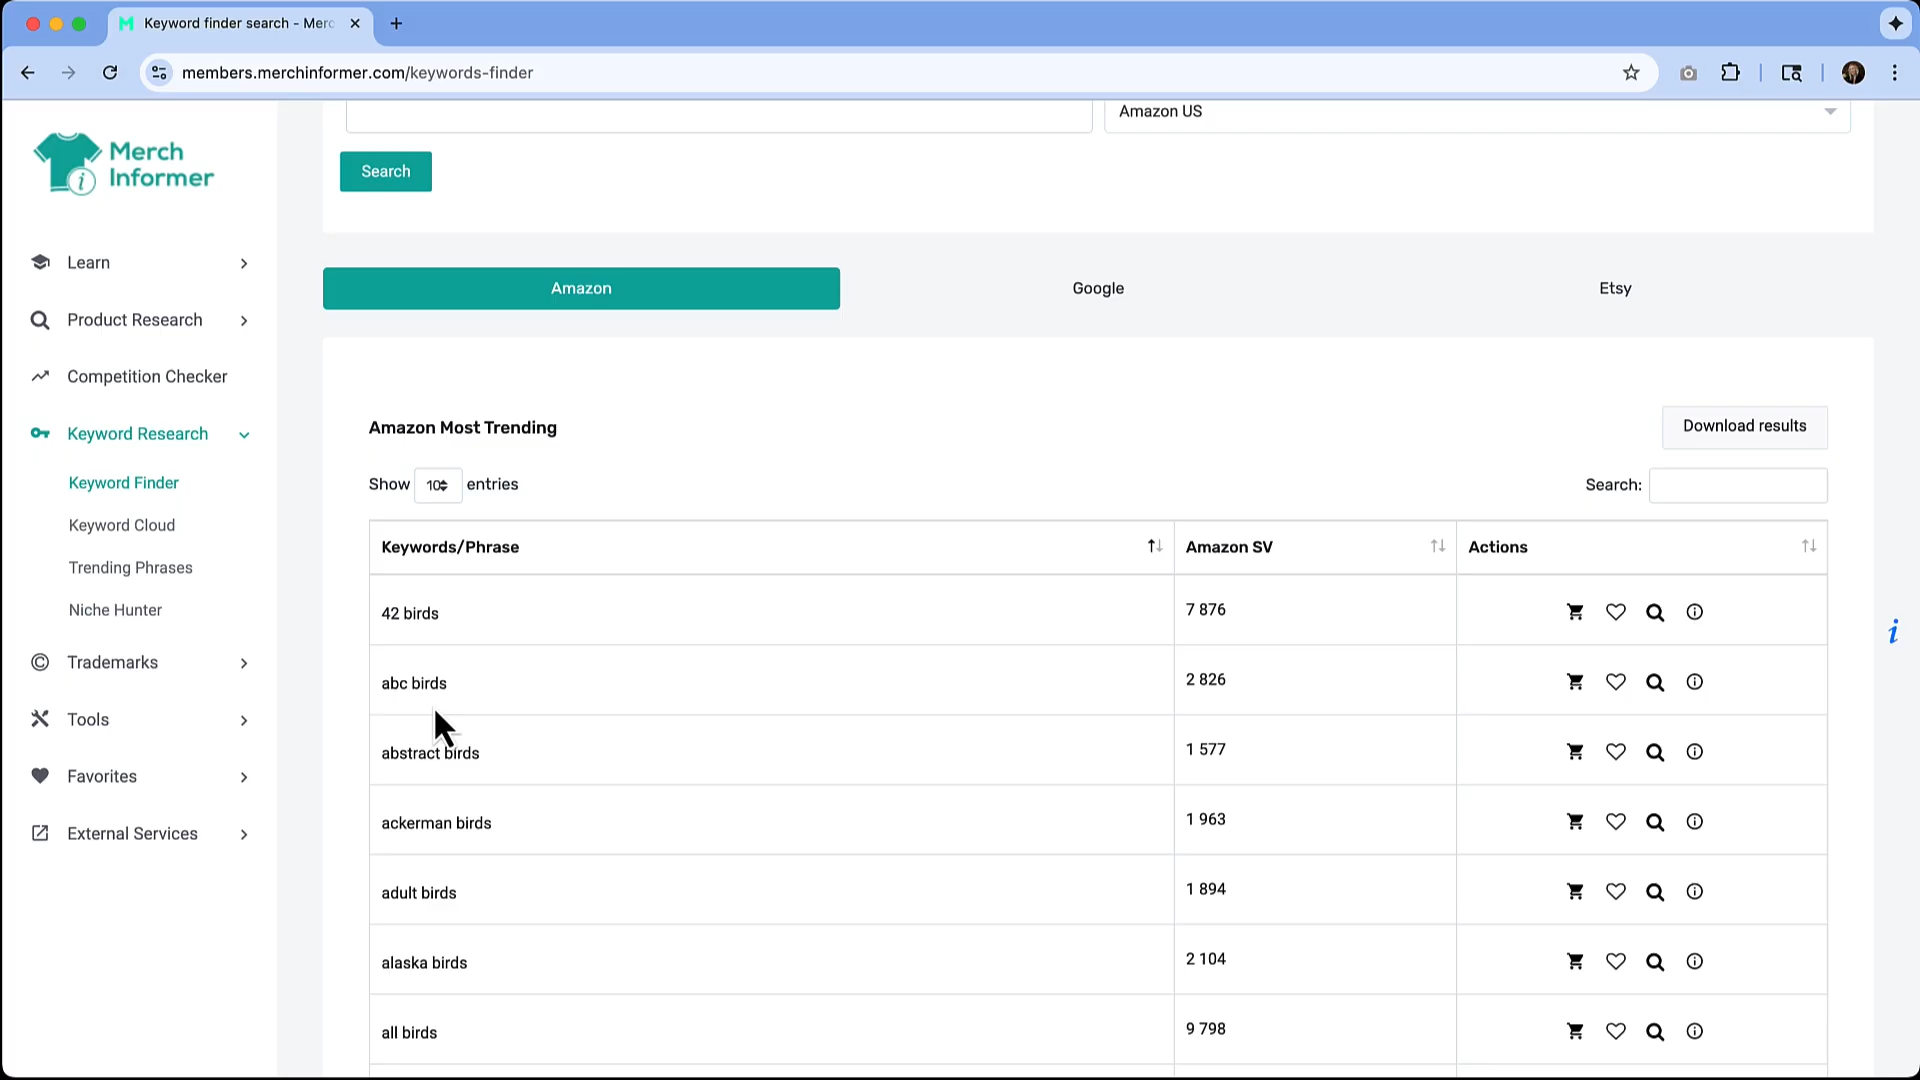 Keyword finder search - Merc
members.merchinformer.com/keywords-finder
Merch
Informer
Learn
Product Research
Competition Checker
Keyword Research
Keyword Finder
Keyword Cloud
Trending Phrases
Niche Hunter
Trademarks
Tools
Favorites
External Services
Amazon US
Search
Amazon Google Etsy
Amazon Most Trending
Download results
Show 10 entries
Search:
Keywords/Phrase Amazon SV Actions
42 birds 7 876
abc birds 2 826
abstract birds 1 577
ackerman birds 1 963
adult birds 1 894
alaska birds 2 104
all birds 9 798